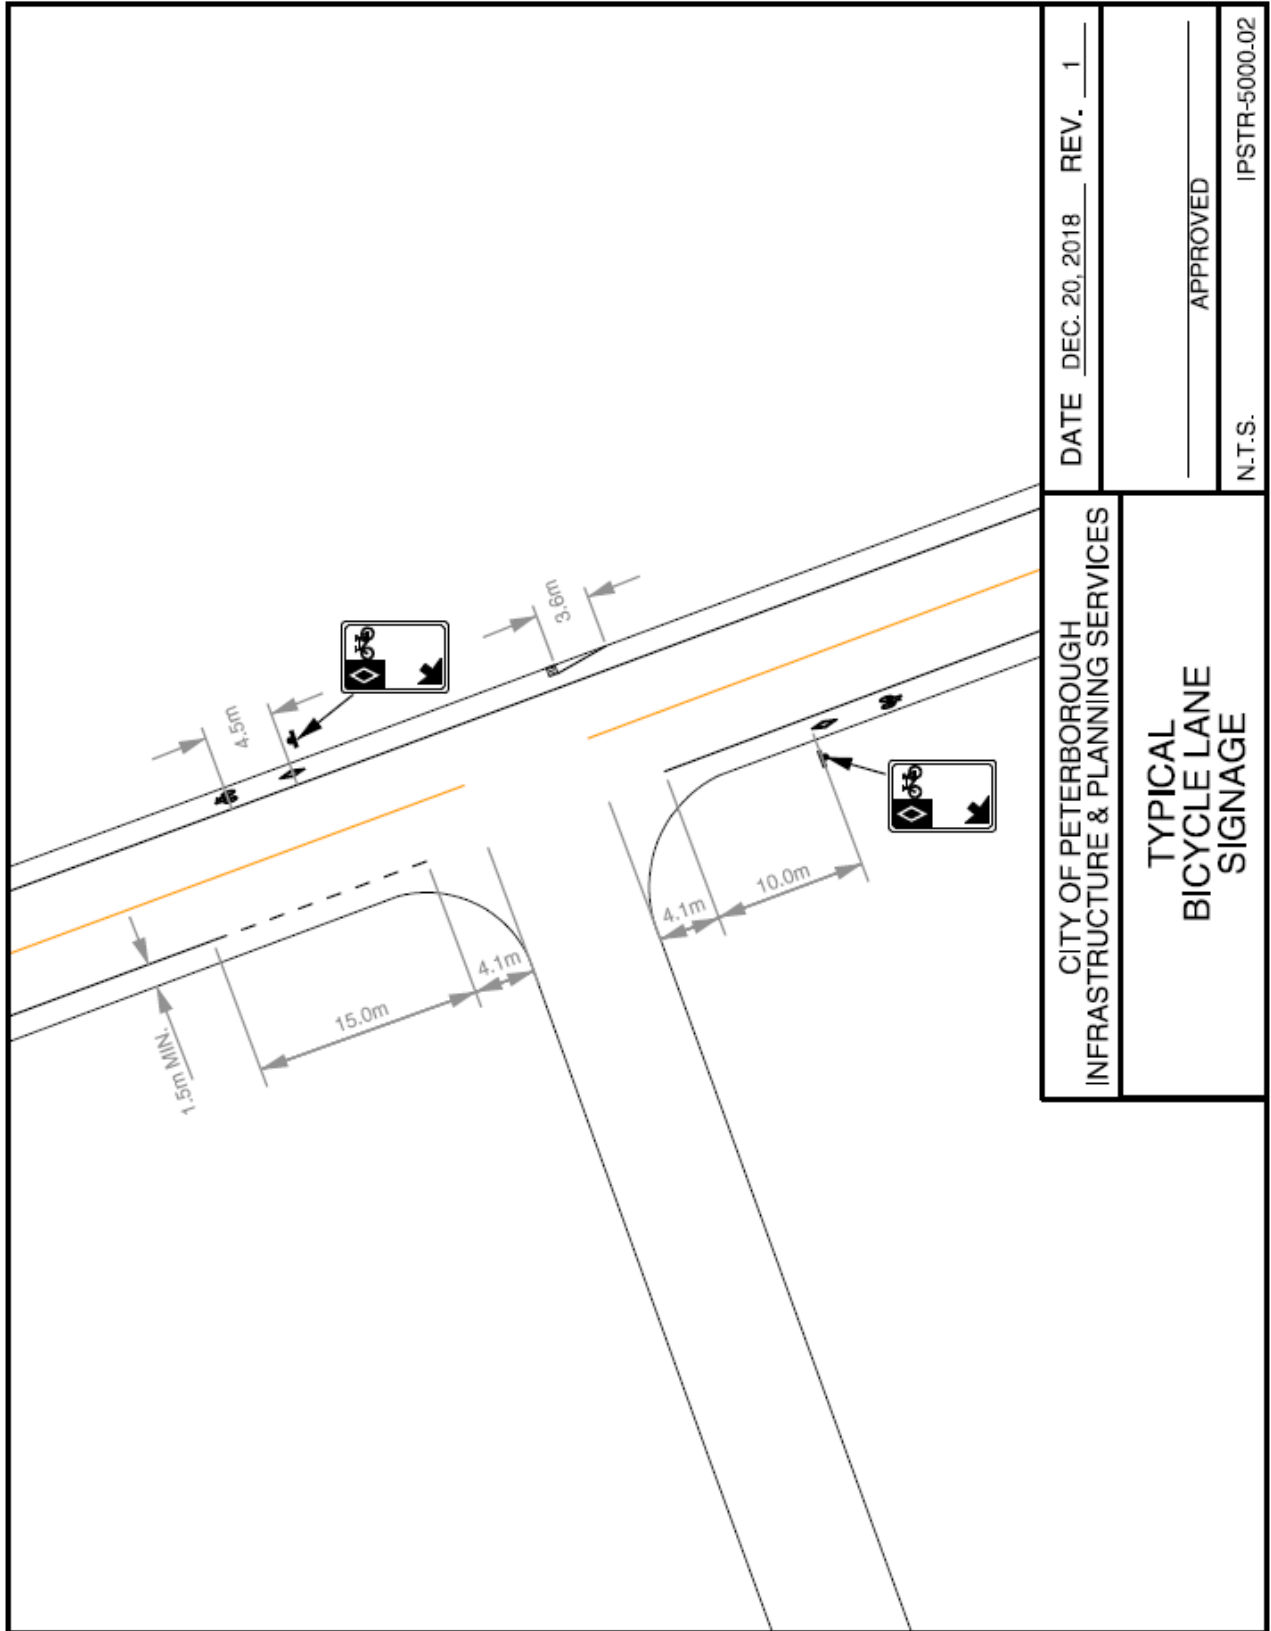 4.5m
3.6m
1.5m MIN.
15.0m
4.1m
4.1m
10.0m
CITY OF PETERBOROUGH
INFRASTRUCTURE & PLANNING SERVICES
DATE DEC. 20, 2018 REV. 1
TYPICAL
BICYCLE LANE
SIGNAGE
APPROVED
N.T.S. IPSTR-5000-02